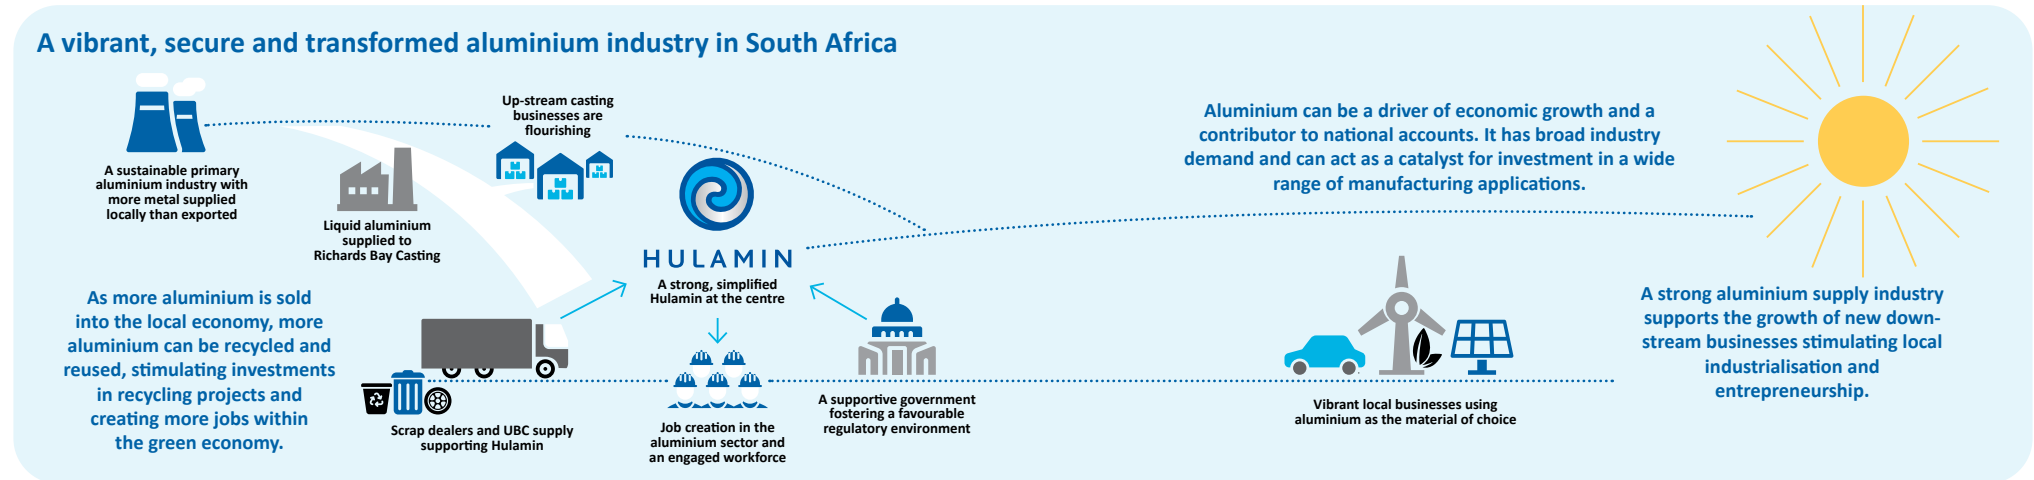 A vibrant, secure and transformed aluminium industry in South Africa
A sustainable primary
aluminium industry with
more metal supplied
locally than exported
Liquid aluminium
supplied to
Richards Bay Casting
Up-stream casting
businesses are
flourishing
HULAMIN
A strong, simplified
Hulamin at the centre
Aluminium can be a driver of economic growth and a
contributor to national accounts. It has broad industry
demand and can act as a catalyst for investment in a wide
range of manufacturing applications.
As more aluminium is sold
into the local economy, more
aluminium can be recycled and
reused, stimulating investments
in recycling projects and
creating more jobs within
the green economy.
Scrap dealers and UBC supply
supporting Hulamin
Job creation in the
aluminium sector and
an engaged workforce
A supportive government
fostering a favourable
regulatory environment
Vibrant local businesses using
aluminium as the material of choice
A strong aluminium supply industry
supports the growth of new down-
stream businesses stimulating local
industrialisation and
entrepreneurship.